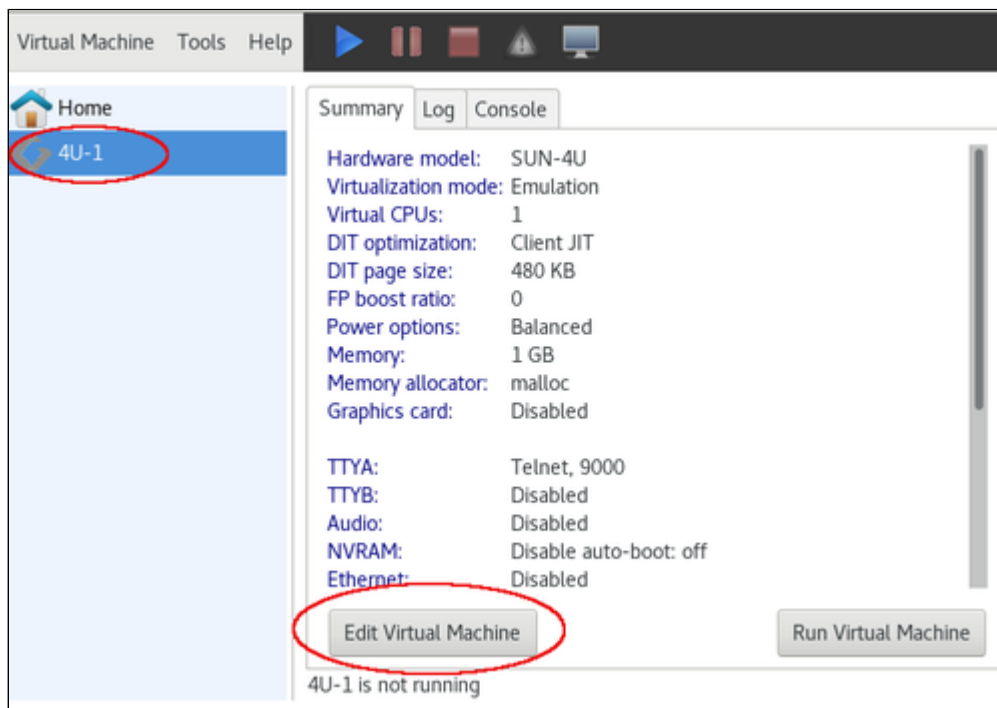 Virtual Machine Tools Help
Home
4U-1
Summary Log Console
Hardware model: SUN-4U
Virtualization mode: Emulation
Virtual CPUs: 1
DIT optimization: Client JIT
DIT page size: 480 KB
FP boost ratio: 0
Power options: Balanced
Memory: 1 GB
Memory allocator: malloc
Graphics card: Disabled
TTYA: Telnet, 9000
TTYB: Disabled
Audio: Disabled
NVRAM: Disable auto-boot: off
Ethernet: Disabled
Edit Virtual Machine Run Virtual Machine
4U-1 is not running